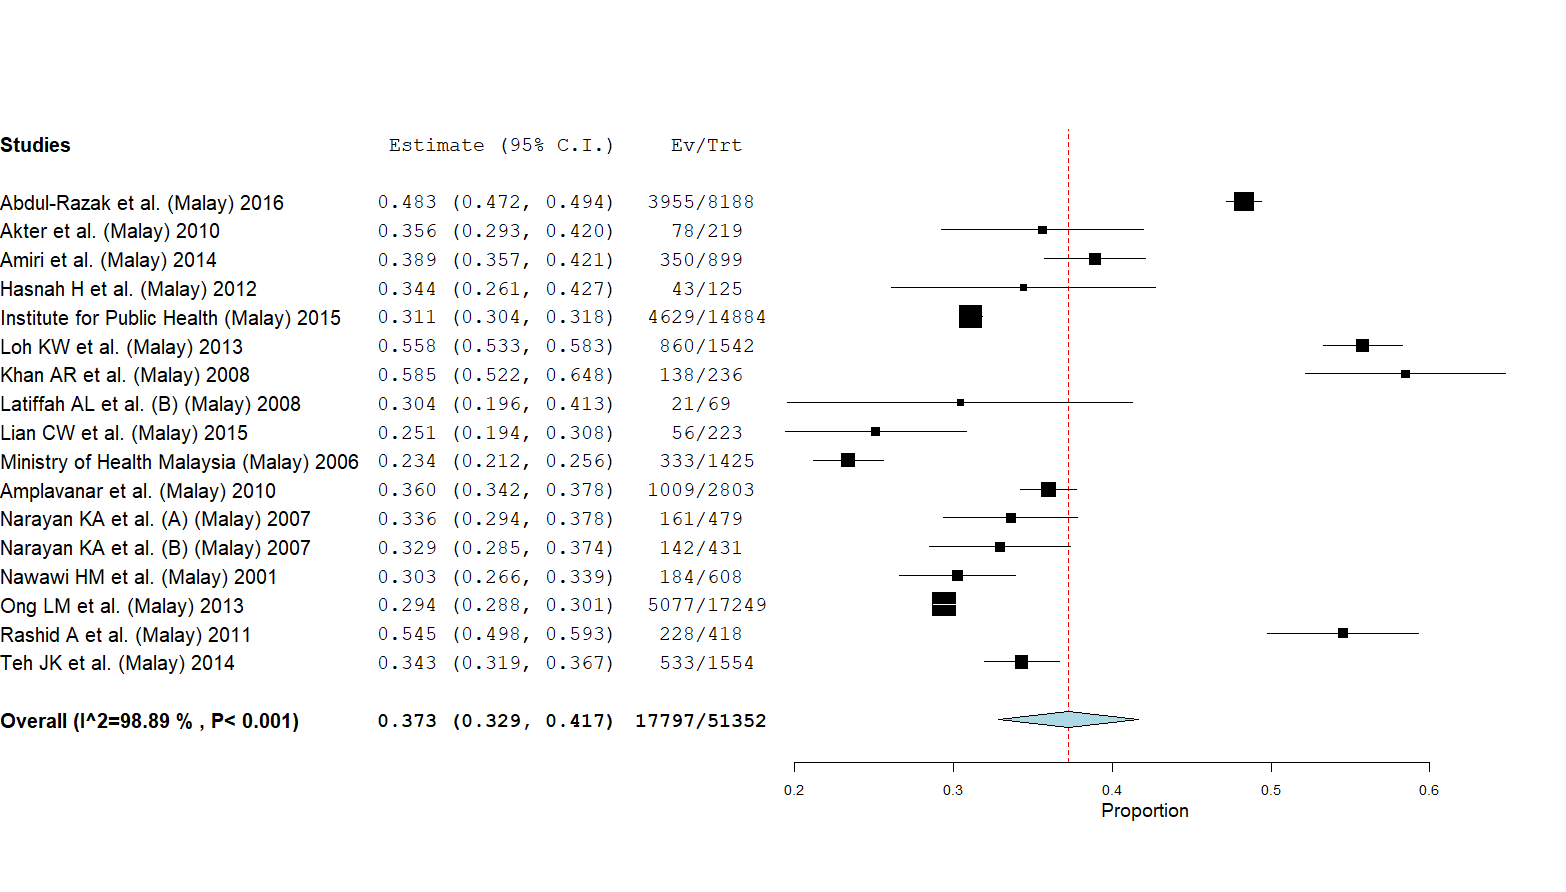 Studies Estimate (95% C.I.) Ev/Trt
Abdul-Razak et al. (Malay) 2016 0.483 (0.472, 0.494) 3955/8188
Akter et al. (Malay) 2010 0.356 (0.293, 0.420) 78/219
Amiri et al. (Malay) 2014 0.389 (0.357, 0.421) 350/899
Hasnah H et al. (Malay) 2012 0.344 (0.261, 0.427) 43/125
Institute for Public Health (Malay) 2015 0.311 (0.304, 0.318) 4629/14884
Loh KW et al. (Malay) 2013 0.558 (0.533, 0.583) 860/1542
Khan AR et al. (Malay) 2008 0.585 (0.522, 0.648) 138/236
Latiffah AL et al. (B) (Malay) 2008 0.304 (0.196, 0.413) 21/69
Lian CW et al. (Malay) 2015 0.251 (0.194, 0.308) 56/223
Ministry of Health Malaysia (Malay) 2006 0.234 (0.212, 0.256) 333/1425
Amplavanar et al. (Malay) 2010 0.360 (0.342, 0.378) 1009/2803
Narayan KA et al. (A) (Malay) 2007 0.336 (0.294, 0.378) 161/479
Narayan KA et al. (B) (Malay) 2007 0.329 (0.285, 0.374) 142/431
Nawawi HM et al. (Malay) 2001 0.303 (0.266, 0.339) 184/608
Ong LM et al. (Malay) 2013 0.294 (0.288, 0.301) 5077/17249
Rashid A et al. (Malay) 2011 0.545 (0.498, 0.593) 228/418
Teh JK et al. (Malay) 2014 0.343 (0.319, 0.367) 533/1554
Overall (I^2=98.89 % , P< 0.001) 0.373 (0.329, 0.417) 17797/51352
0.2 0.3 0.4 0.5 0.6
Proportion